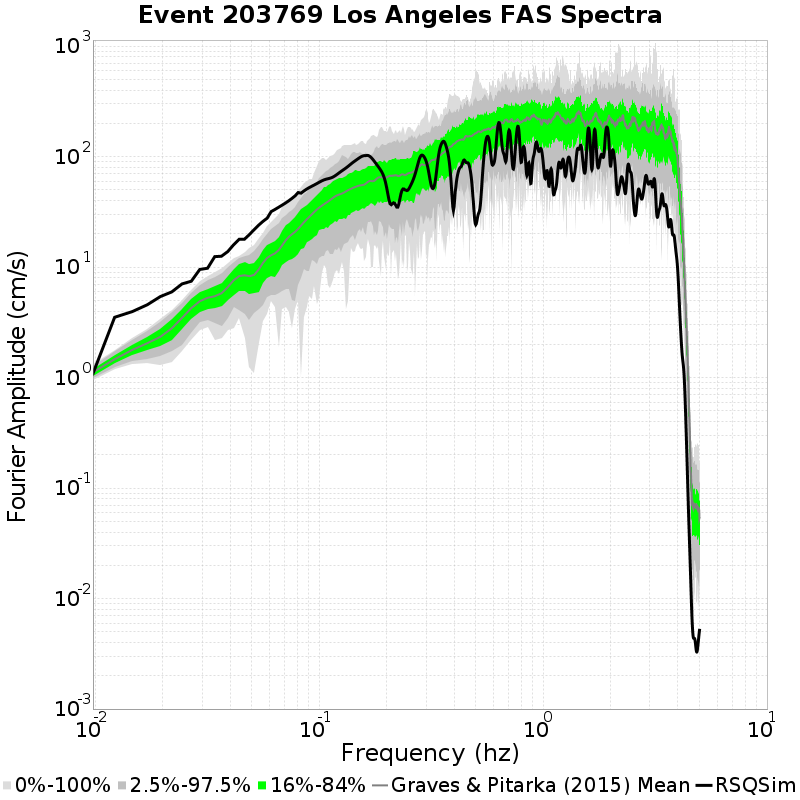 Event 203769 Los Angeles FAS Spectra
Fourier Amplitude (cm/s)
10^3
10^2
10^1
10^0
10^-1
10^-2
10^-3
10^-2 10^-1 10^0 10^1
Frequency (hz)
0%-100% 2.5%-97.5% 16%-84% Graves & Pitarka (2015) Mean RSQSim